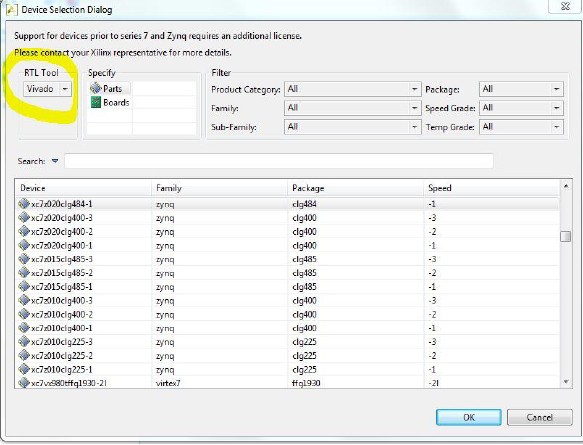 Device Selection Dialog
Support for devices prior to series 7 and Zynq requires an additional license.
Please contact your Xilinx representative for more details.
RTL Tool
Vivado
Specify
Parts
Boards
Filter
Product Category: All
Package: All
Family: All
Speed Grade: All
Sub-Family: All
Temp Grade: All
Search:
Device Family Package Speed
xc7z020clg484-1 zynq clg484 -1
xc7z020clg400-3 zynq clg400 -3
xc7z020clg400-2 zynq clg400 -2
xc7z020clg400-1 zynq clg400 -1
xc7z015clg485-3 zynq clg485 -3
xc7z015clg485-2 zynq clg485 -2
xc7z015clg485-1 zynq clg485 -1
xc7z010clg400-3 zynq clg400 -3
xc7z010clg400-2 zynq clg400 -2
xc7z010clg400-1 zynq clg400 -1
xc7z010clg225-3 zynq clg225 -3
xc7z010clg225-2 zynq clg225 -2
xc7z010clg225-1 zynq clg225 -1
xc7vx980tffg1930-2l virtex7 ffg1930 -2l
OK
Cancel